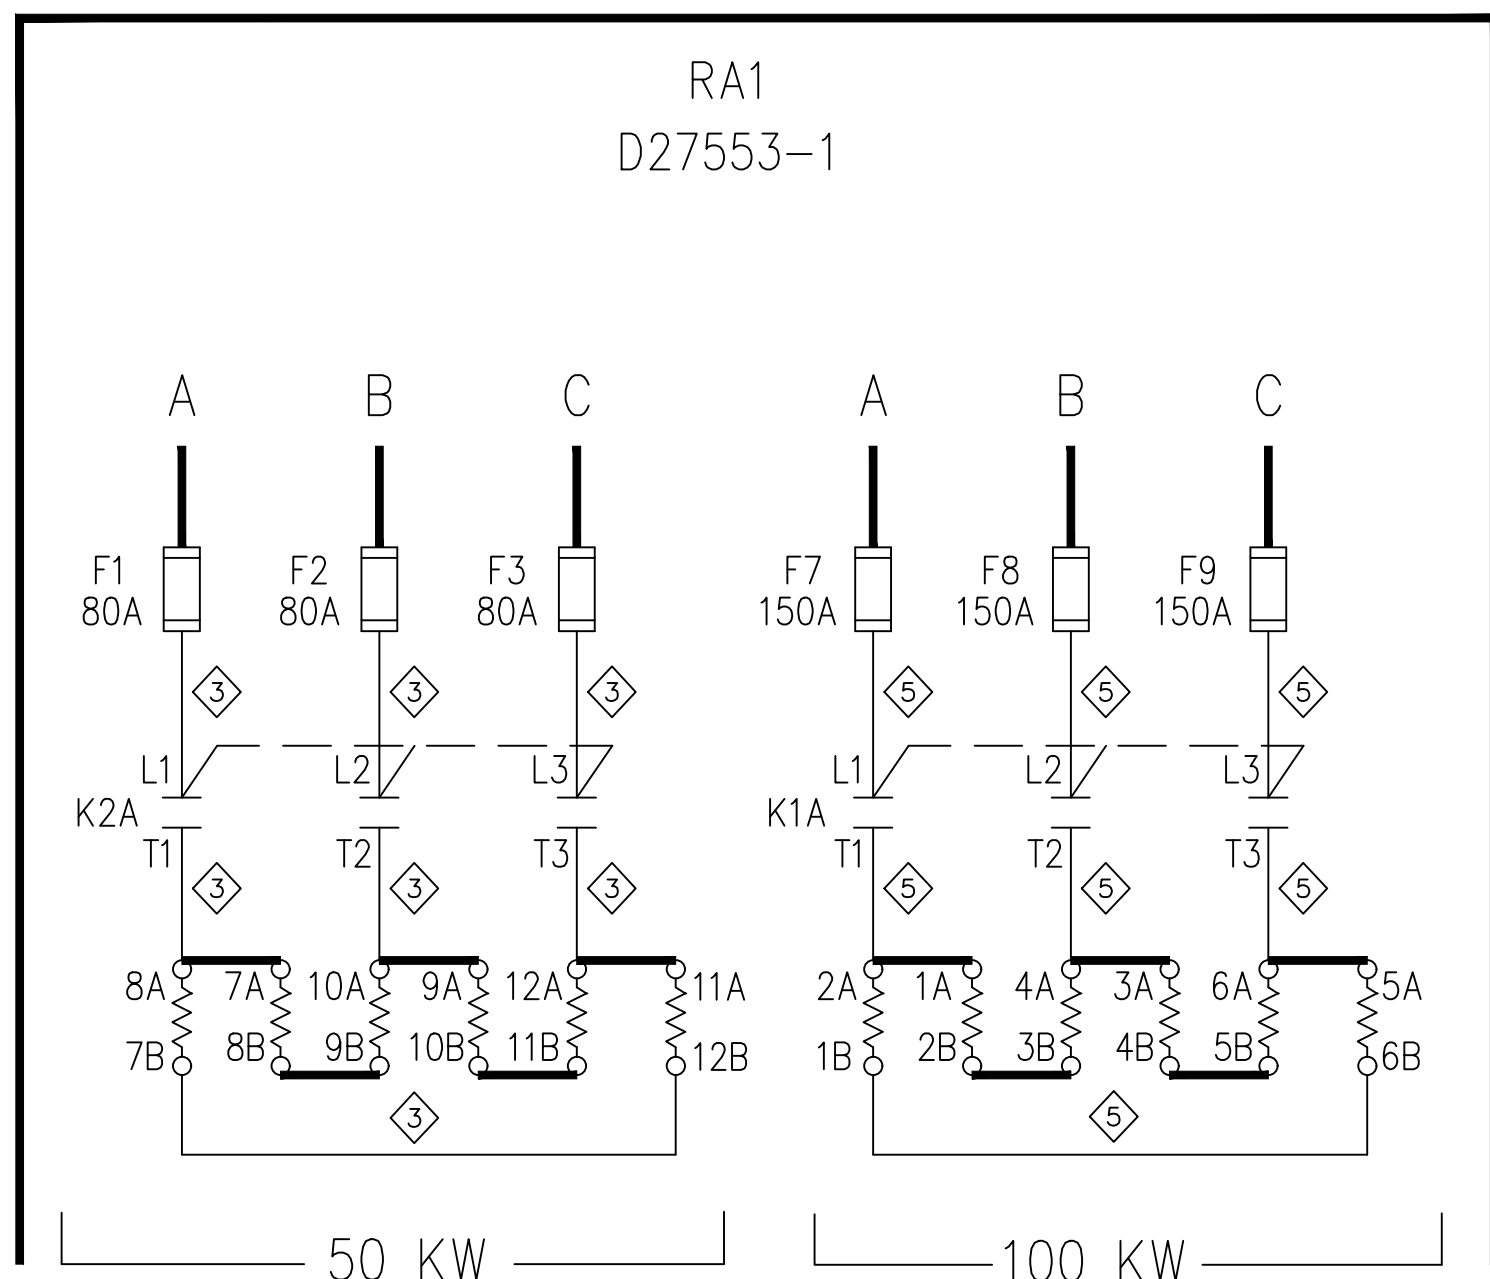 RA1
D27553-1
A B C A B C
F1 F2 F3 F7 F8 F9
80A 80A 80A 150A 150A 150A
3 3 3 5 5 5
L1 L2 L3 L1 L2 L3
K2A K1A
T1 T2 T3 T1 T2 T3
3 3 3 5 5 5
8A 7A 10A 9A 12A 11A 2A 1A 4A 3A 6A 5A
7B 8B 9B 10B 11B 12B 1B 2B 3B 4B 5B 6B
3 5
50 KW 100 KW